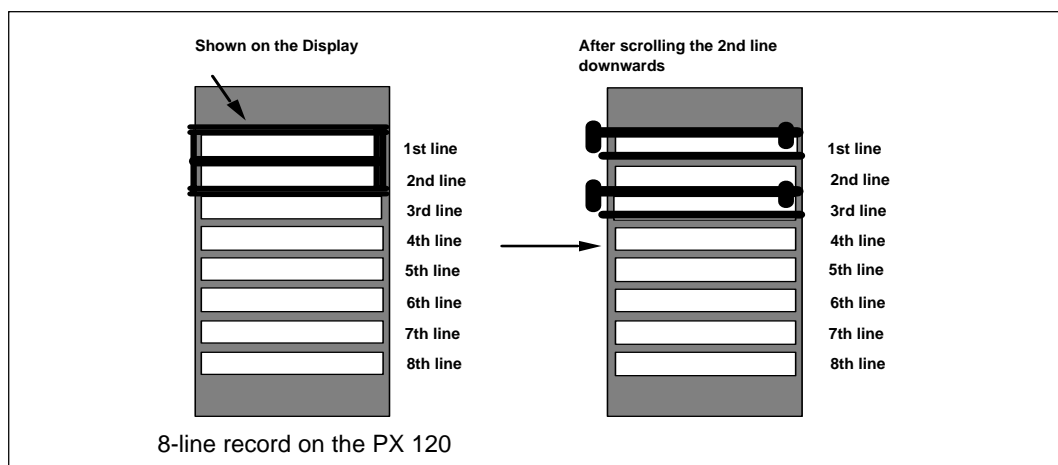 Shown on the Display
After scrolling the 2nd line
downwards
1st line
2nd line
3rd line
4th line
5th line
6th line
7th line
8th line
1st line
2nd line
3rd line
4th line
5th line
6th line
7th line
8th line
8-line record on the PX 120